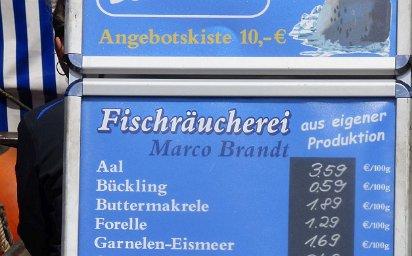 Angebotskiste 10,-€
Fischräucherei
Marco Brandt
aus eigener
Produktion
Aal 3.59 €/100g
Bückling 0.59 €/100g
Buttermakrele 1.89 €/100g
Forelle 1.29 €/100g
Garnelen-Eismeer 1.69 €/100g